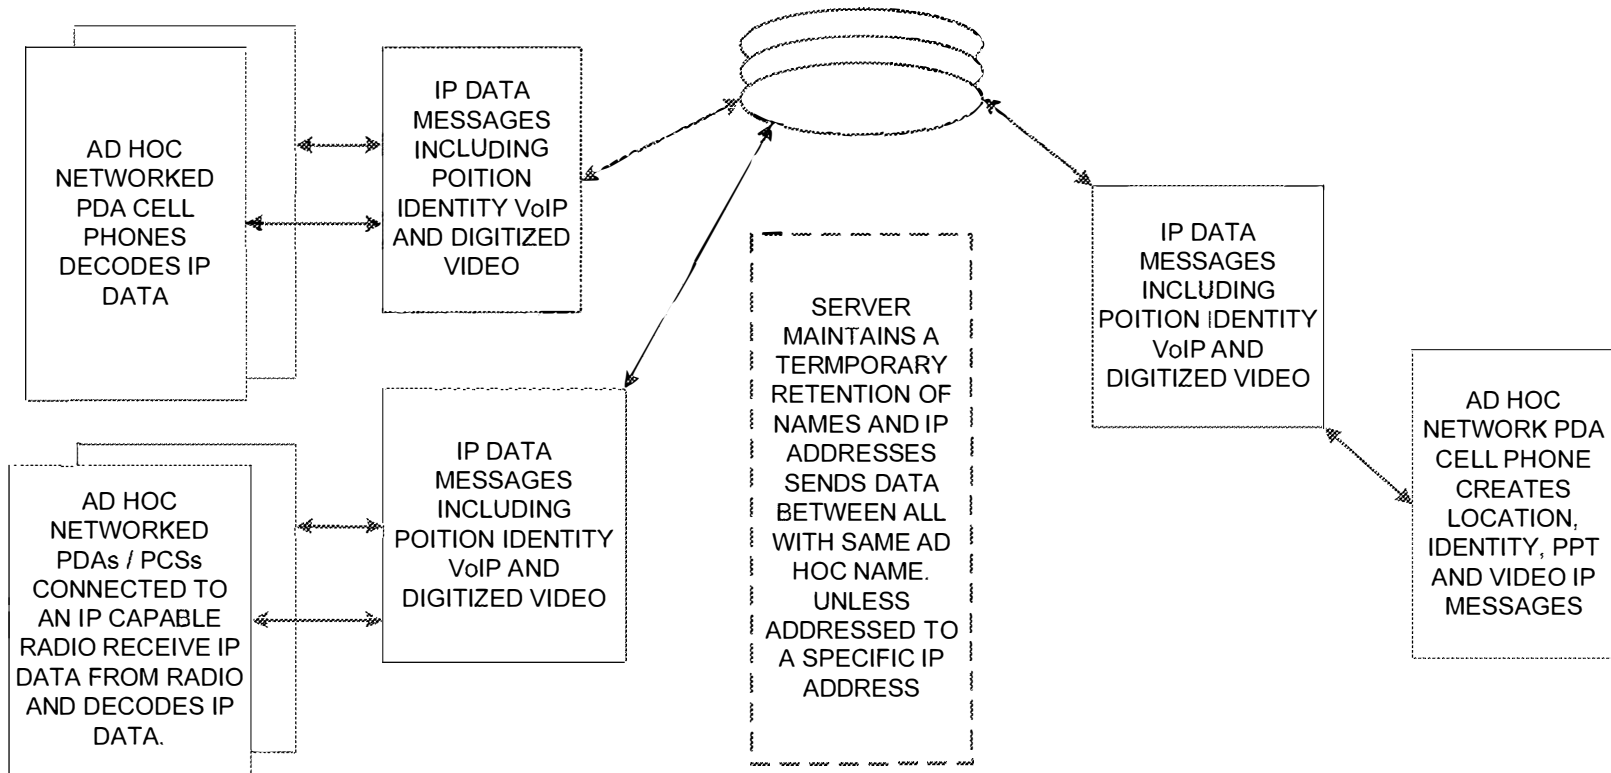 AD HOC
NETWORKED
PDA CELL
PHONES
DECODES IP
DATA
IP DATA
MESSAGES
INCLUDING
POITION
IDENTITY VoIP
AND DIGITIZED
VIDEO
AD HOC
NETWORKED
PDAs / PCSs
CONNECTED TO
AN IP CAPABLE
RADIO RECEIVE IP
DATA FROM RADIO
AND DECODES IP
DATA.
IP DATA
MESSAGES
INCLUDING
POITION IDENTITY
VoIP AND
DIGITIZED VIDEO
SERVER
MAINTAINS A
TERMPORARY
RETENTION OF
NAMES AND IP
ADDRESSES
SENDS DATA
BETWEEN ALL
WITH SAME AD
HOC NAME.
UNLESS
ADDRESSED TO
A SPECIFIC IP
ADDRESS
IP DATA
MESSAGES
INCLUDING
POITION IDENTITY
VoIP AND
DIGITIZED VIDEO
AD HOC
NETWORK PDA
CELL PHONE
CREATES
LOCATION,
IDENTITY, PPT
AND VIDEO IP
MESSAGES